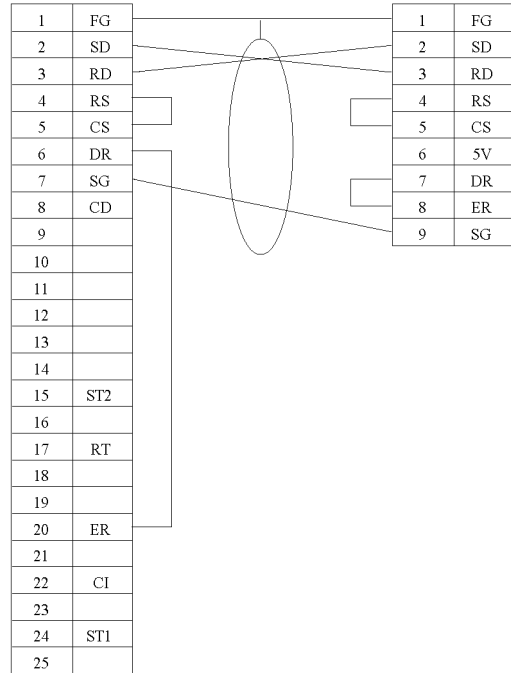 1 FG 1 FG
2 SD 2 SD
3 RD 3 RD
4 RS 4 RS
5 CS 5 CS
6 DR 6 5V
7 SG 7 DR
8 CD 8 ER
9 9 SG
10
11
12
13
14
15 ST2
16
17 RT
18
19
20 ER
21
22 CI
23
24 ST1
25